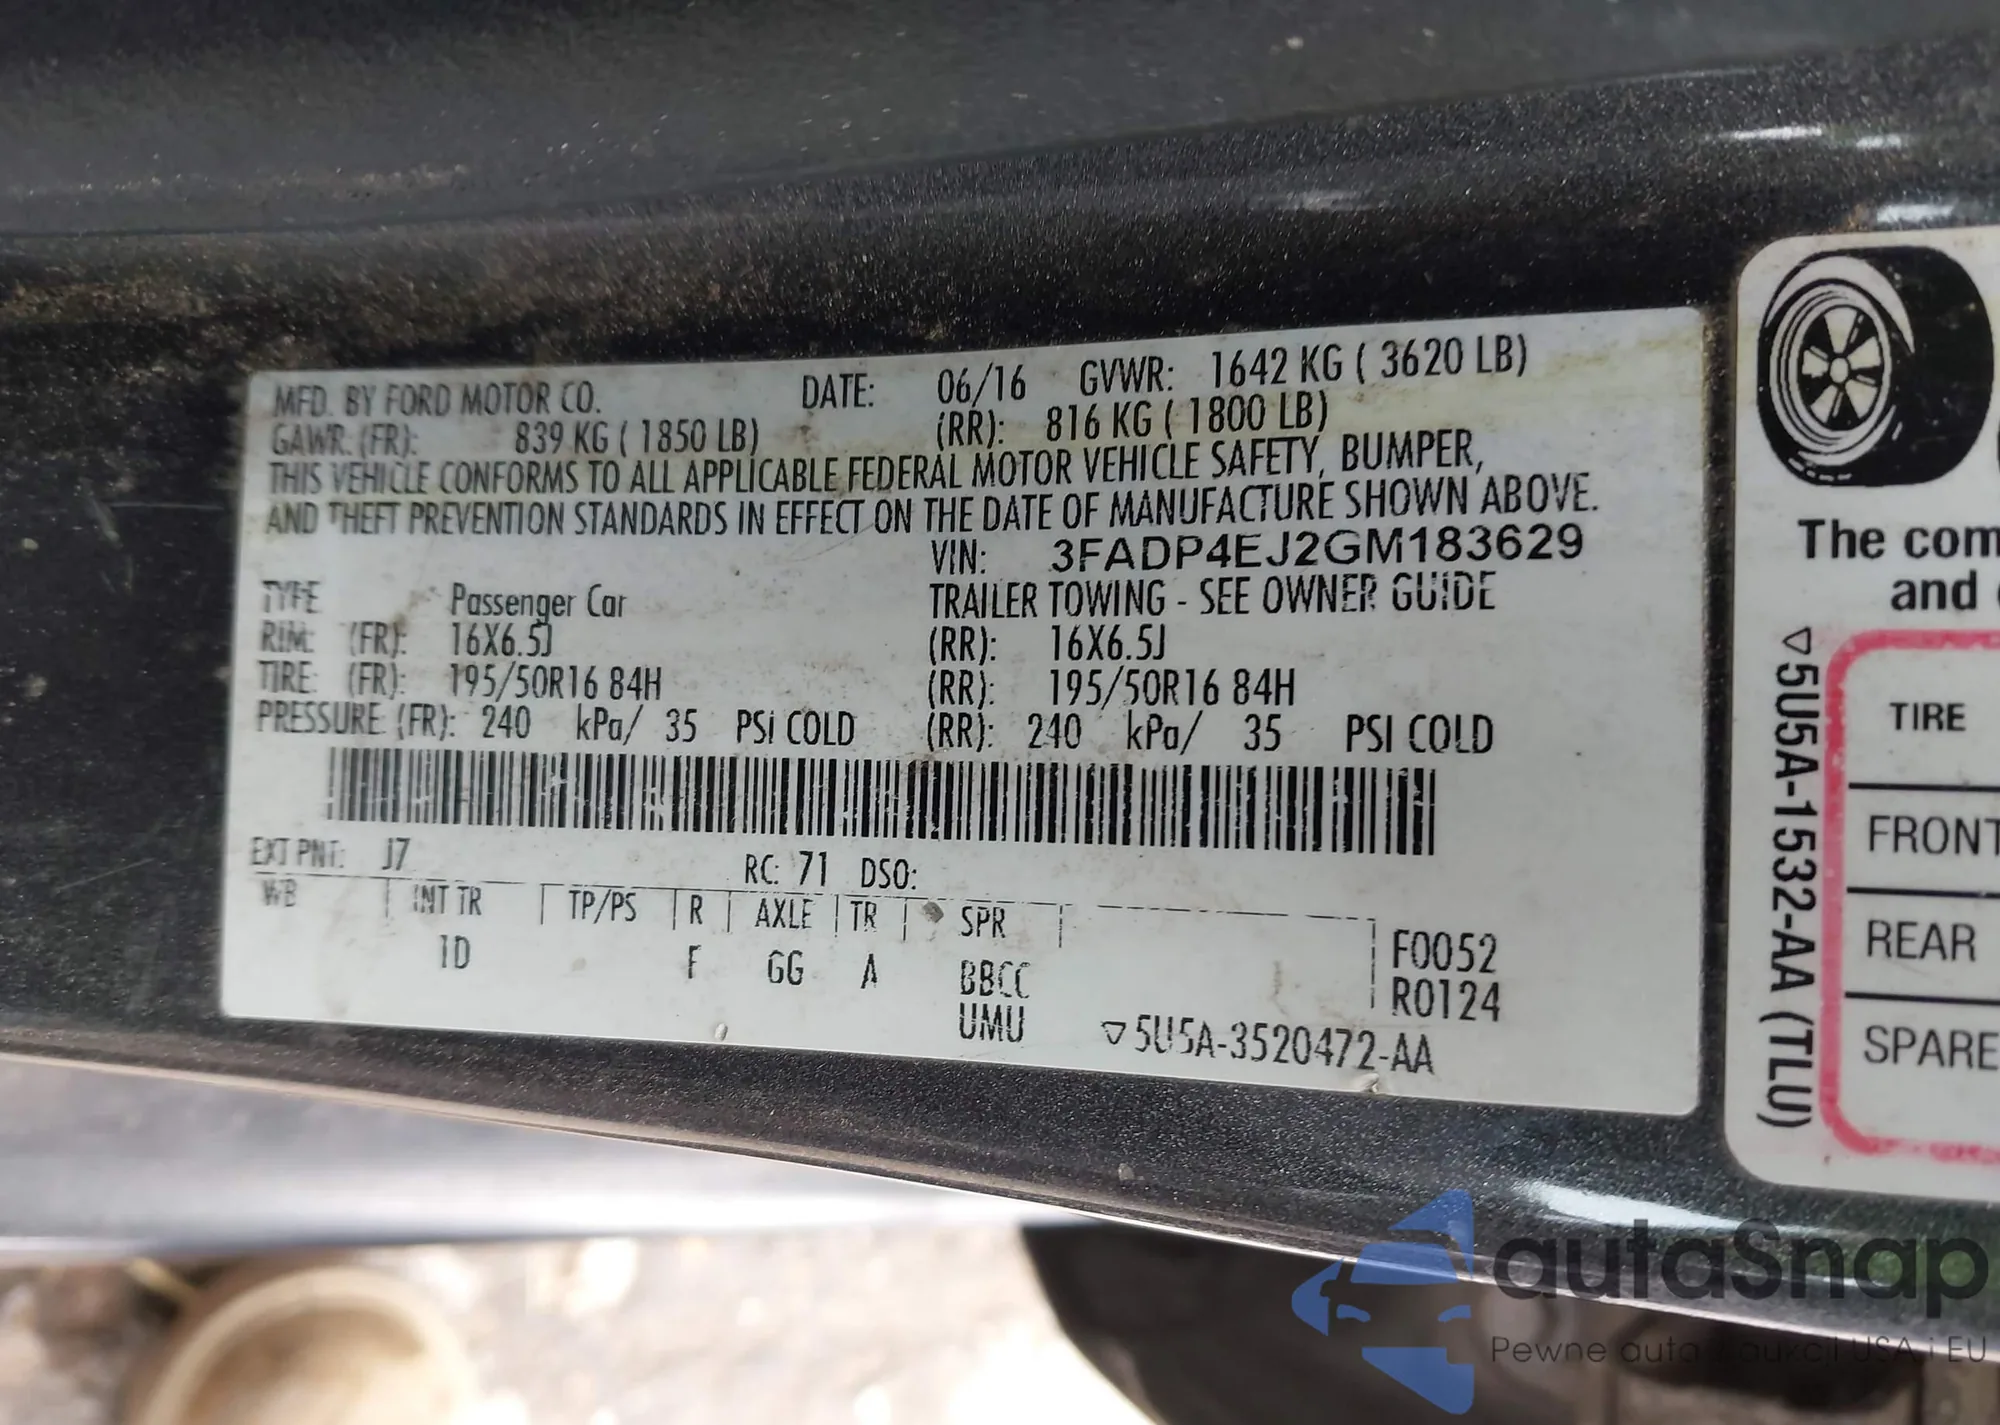 MFD. BY FORD MOTOR CO. DATE: 06/16 GVWR: 1642 KG ( 3620 LB)
GAWR. (FR): 839 KG ( 1850 LB) (RR): 816 KG ( 1800 LB)
THIS VEHICLE CONFORMS TO ALL APPLICABLE FEDERAL MOTOR VEHICLE SAFETY, BUMPER,
AND THEFT PREVENTION STANDARDS IN EFFECT ON THE DATE OF MANUFACTURE SHOWN ABOVE.
VIN: 3FADP4EJ2GM183629
TYPE Passenger Car TRAILER TOWING - SEE OWNER GUIDE
RIM: (FR): 16X6.5J (RR): 16X6.5J
TIRE: (FR): 195/50R16 84H (RR): 195/50R16 84H
PRESSURE (FR): 240 kPa/ 35 PSI COLD (RR): 240 kPa/ 35 PSI COLD
EXT PNT: J7 RC: 71 DSO:
WB INT TR TP/PS R AXLE TR SPR
1D F GG A BBCC F0052
UMU R0124
▽5U5A-3520472-AA
The com
and
▽5U5A-1532-AA (TLU)
TIRE
FRONT
REAR
SPARE
autaSnap
Pewne auta z aukcji USA i EU